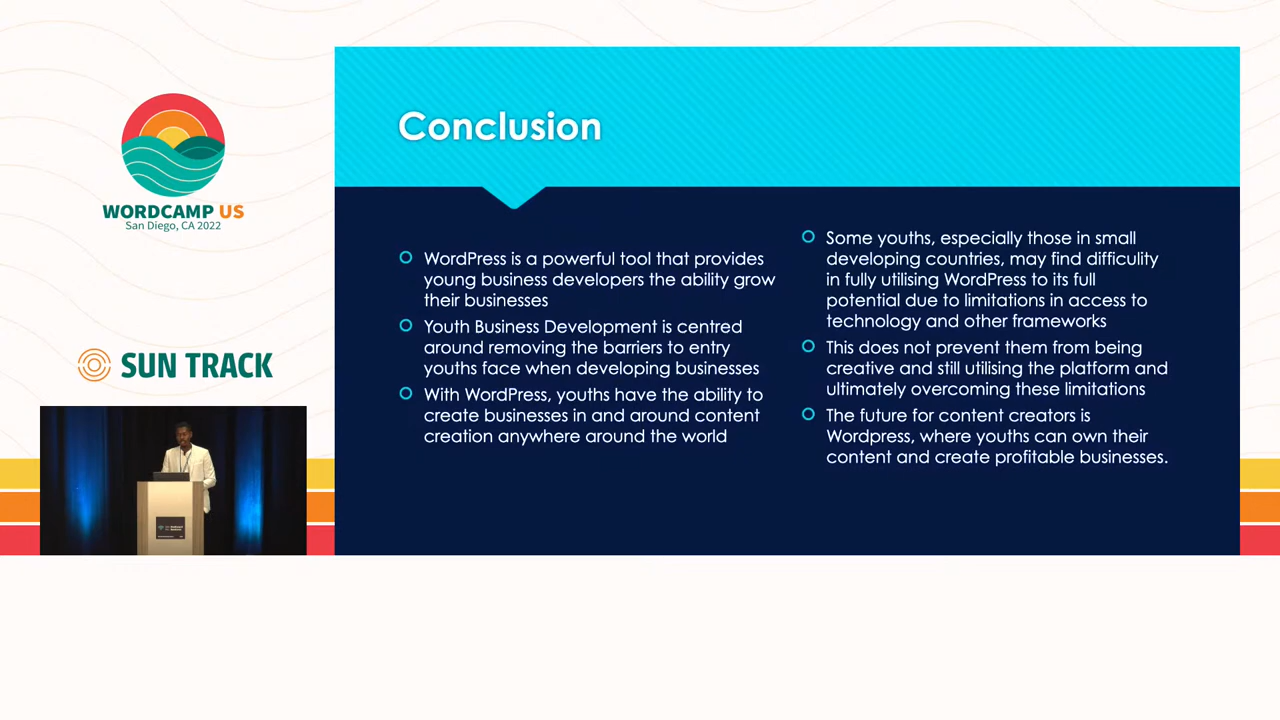 WORDCAMP US
San Diego, CA 2022
SUN TRACK
Conclusion
WordPress is a powerful tool that provides
young business developers the ability grow
their businesses
Youth Business Development is centred
around removing the barriers to entry
youths face when developing businesses
With WordPress, youths have the ability to
create businesses in and around content
creation anywhere around the world
Some youths, especially those in small
developing countries, may find difficulity
in fully utilising WordPress to its full
potential due to limitations in access to
technology and other frameworks
This does not prevent them from being
creative and still utilising the platform and
ultimately overcoming these limitations
The future for content creators is
Wordpress, where youths can own their
content and create profitable businesses.